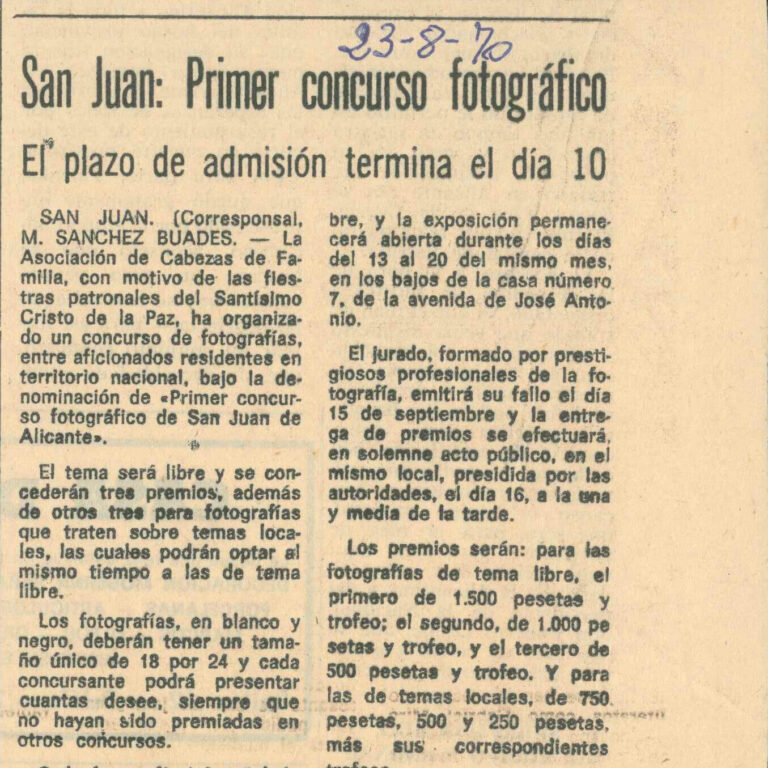 23-8-70
San Juan: Primer concurso fotográfico
El plazo de admisión termina el día 10
SAN JUAN. (Corresponsal,
M. SANCHEZ BUADES. — La
Asociación de Cabezas de Fa-
milia, con motivo de las fies-
tras patronales del Santísimo
Cristo de la Paz, ha organiza-
do un concurso de fotografías,
entre aficionados residentes en
territorio nacional, bajo la de-
nominación de «Primer concur-
so fotográfico de San Juan de
Alicante».
El tema será libre y se con-
cederán tres premios, además
de otros tres para fotografías
que traten sobre temas loca-
les, las cuales podrán optar al
mismo tiempo a las de tema
libre.
Los fotografías, en blanco y
negro, deberán tener un tama-
ño único de 18 por 24 y cada
concursante podrá presentar
cuantas desee, siempre que
no hayan sido premiadas en
otros concursos.
bre, y la exposición permane-
cerá abierta durante los días
del 13 al 20 del mismo mes,
en los bajos de la casa número
7, de la avenida de José Anto-
nio.
El jurado, formado por presti-
giosos profesionales de la fo-
tografía, emitirá su fallo el día
15 de septiembre y la entre-
ga de premios se efectuará,
en solemne acto público, en el
mismo local, presidida por las
autoridades, el día 16, a la una
y media de la tarde.
Los premios serán: para las
fotografías de tema libre, el
primero de 1.500 pesetas y
trofeo; el segundo, de 1.000 pe
setas y trofeo, y el tercero de
500 pesetas y trofeo. Y para
las de temas locales, de 750
pesetas, 500 y 250 pesetas,
más sus correspondientes